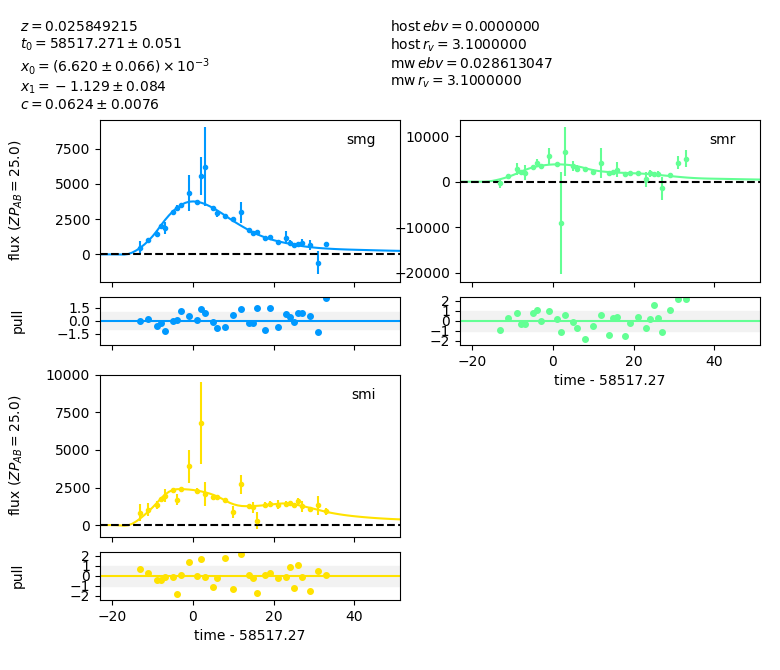 z = 0.025849215
t₀ = 58517.271 ± 0.051
x₀ = (6.620 ± 0.066) × 10⁻³
x₁ = −1.129 ± 0.084
c = 0.0624 ± 0.0076
host ebv = 0.0000000
host r_v = 3.1000000
mw ebv = 0.028613047
mw r_v = 3.1000000
smg
flux (ZP_AB = 25.0)
7500
5000
2500
0
pull
1.5
0.0
−1.5
smr
10000
0
−10000
−20000
2
1
0
−1
−2
−20 0 20 40
time - 58517.27
smi
flux (ZP_AB = 25.0)
10000
7500
5000
2500
0
pull
2
1
0
−1
−2
−20 0 20 40
time - 58517.27